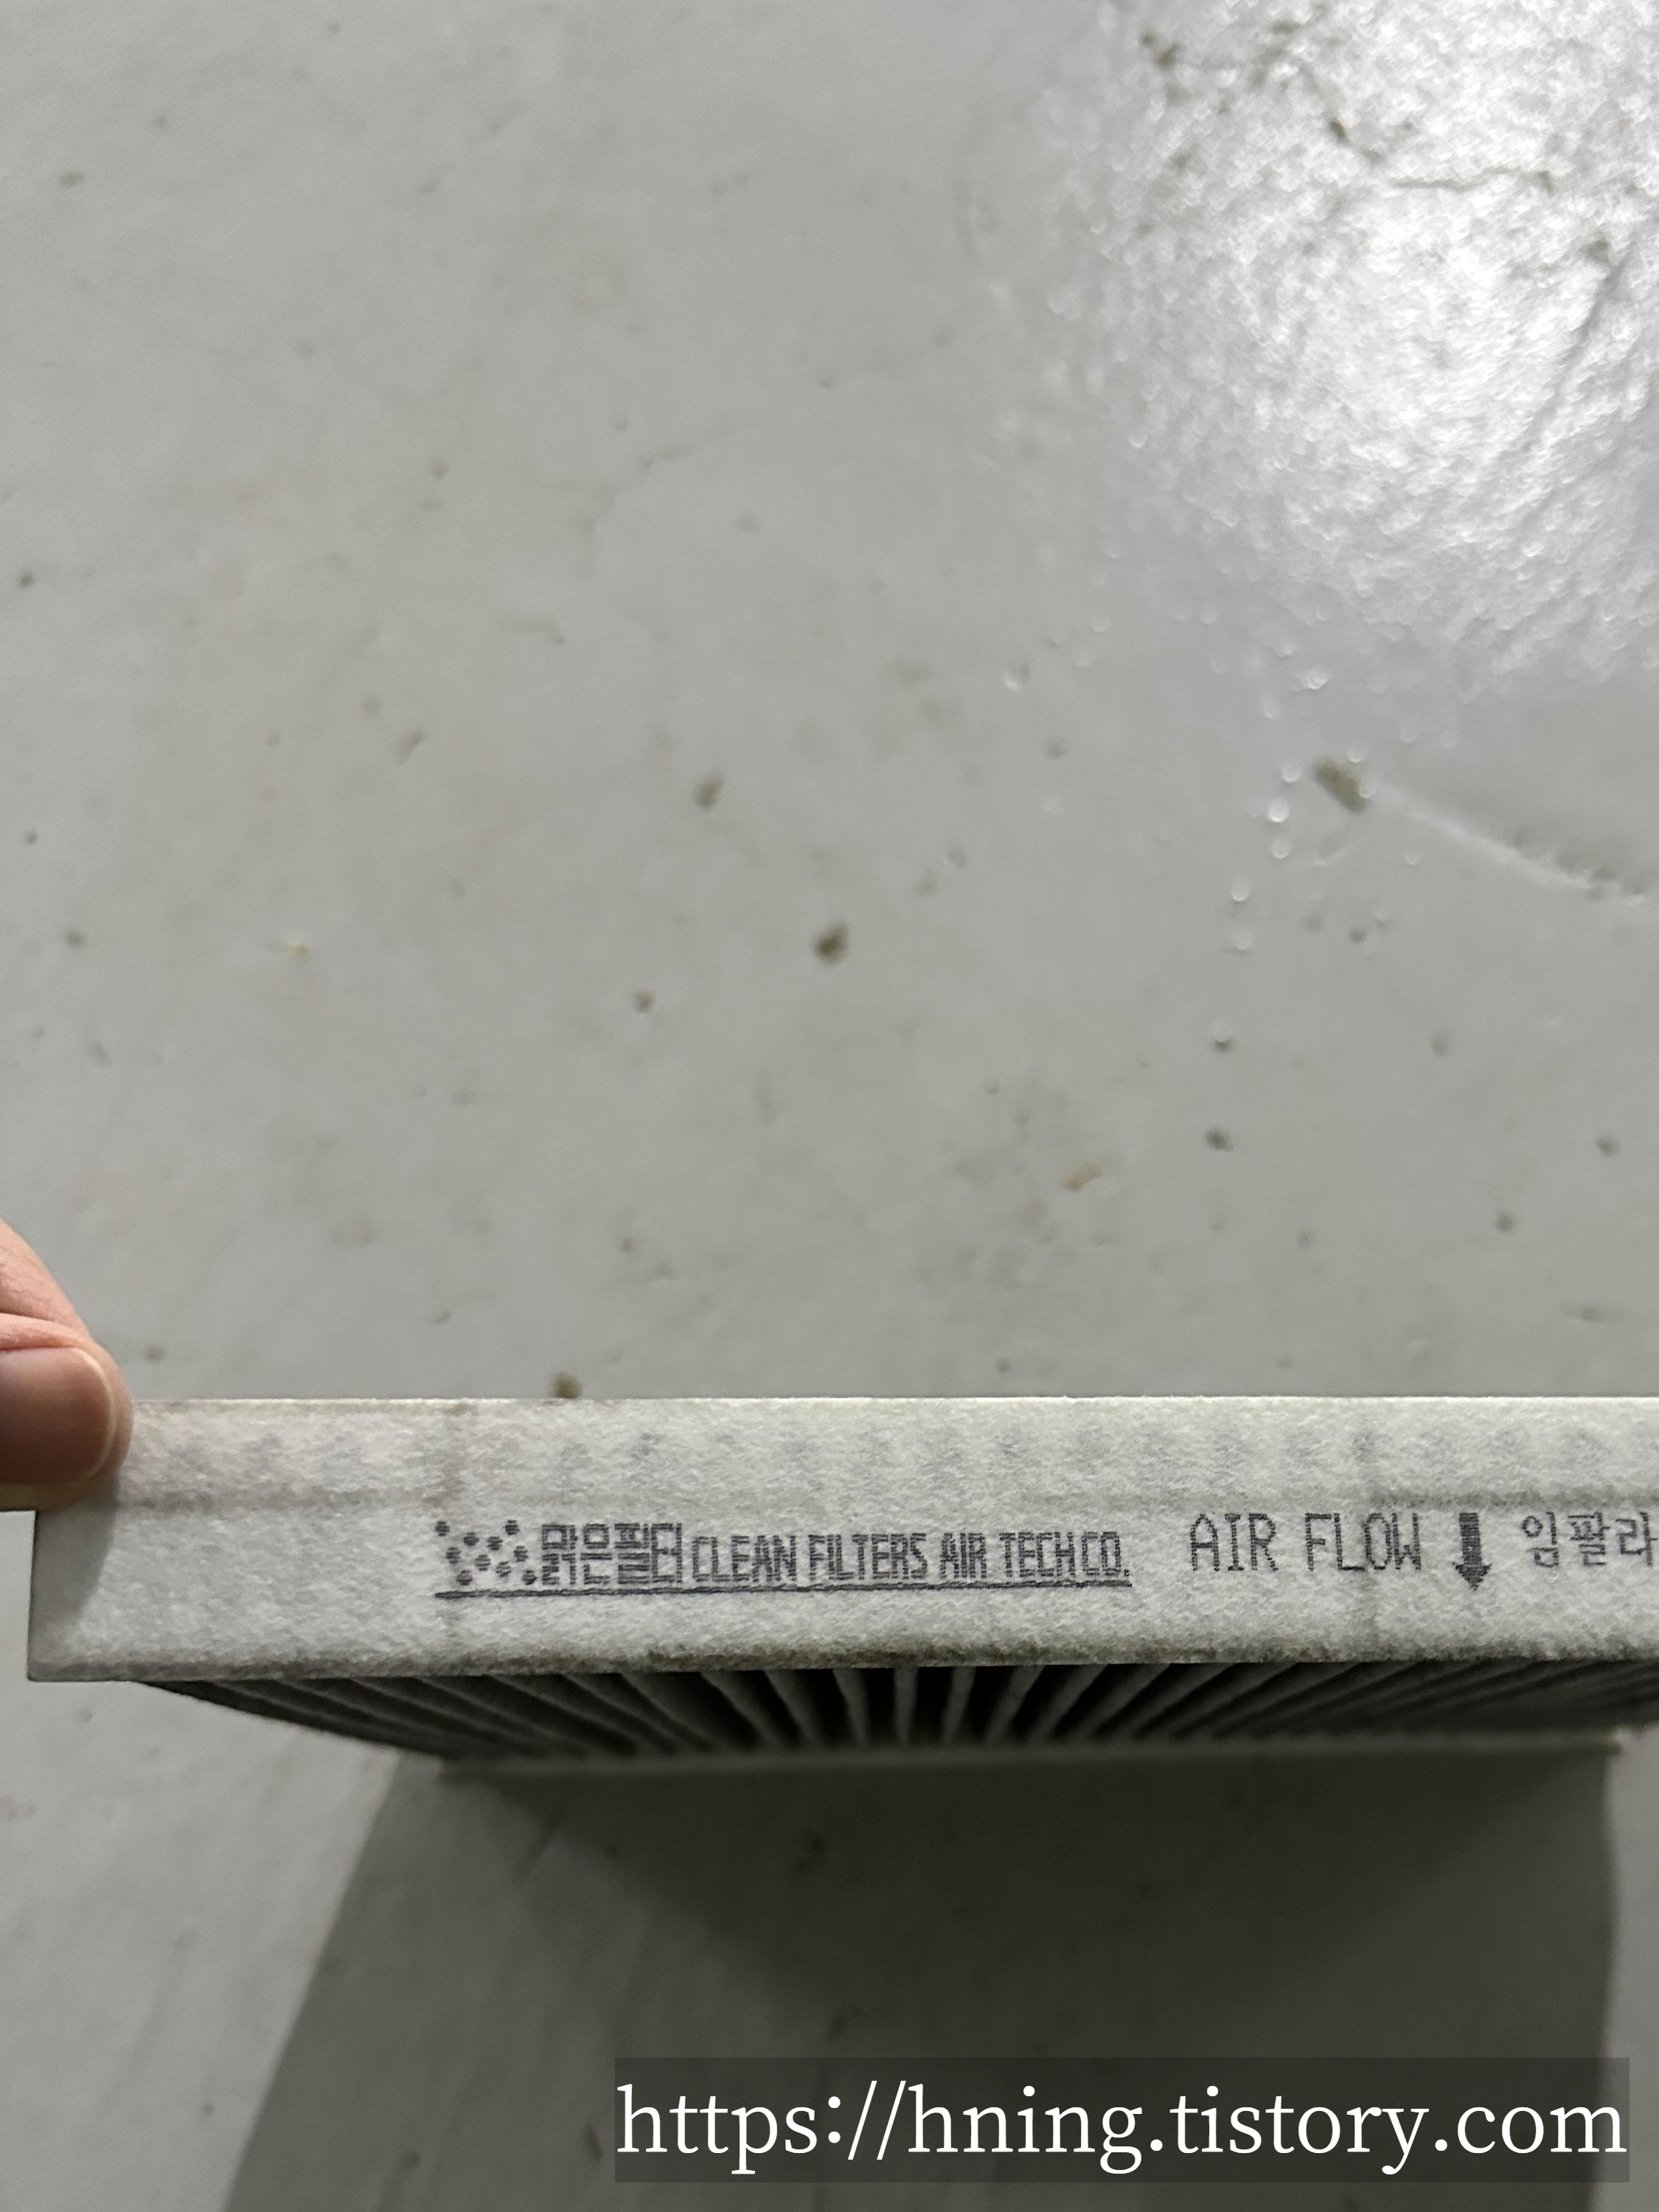 맑은필터 CLEAN FILTERS AIR TECH CO. AIR FLOW ⬇ 임팔라
https://hning.tistory.com